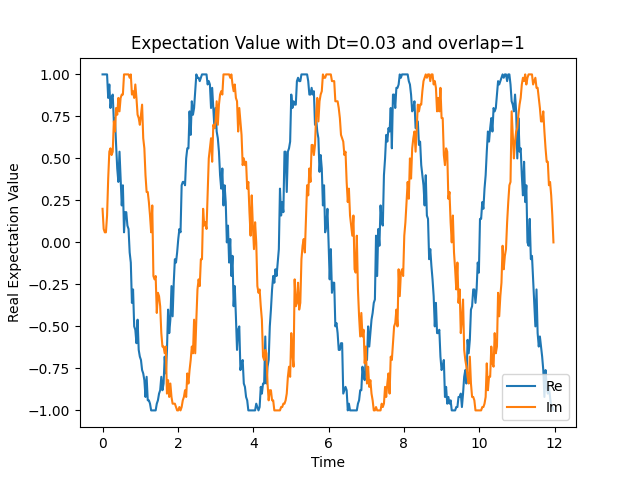 Expectation Value with Dt=0.03 and overlap=1
Real Expectation Value
1.00
0.75
0.50
0.25
0.00
−0.25
−0.50
−0.75
−1.00
0 2 4 6 8 10 12
Time
Re
Im